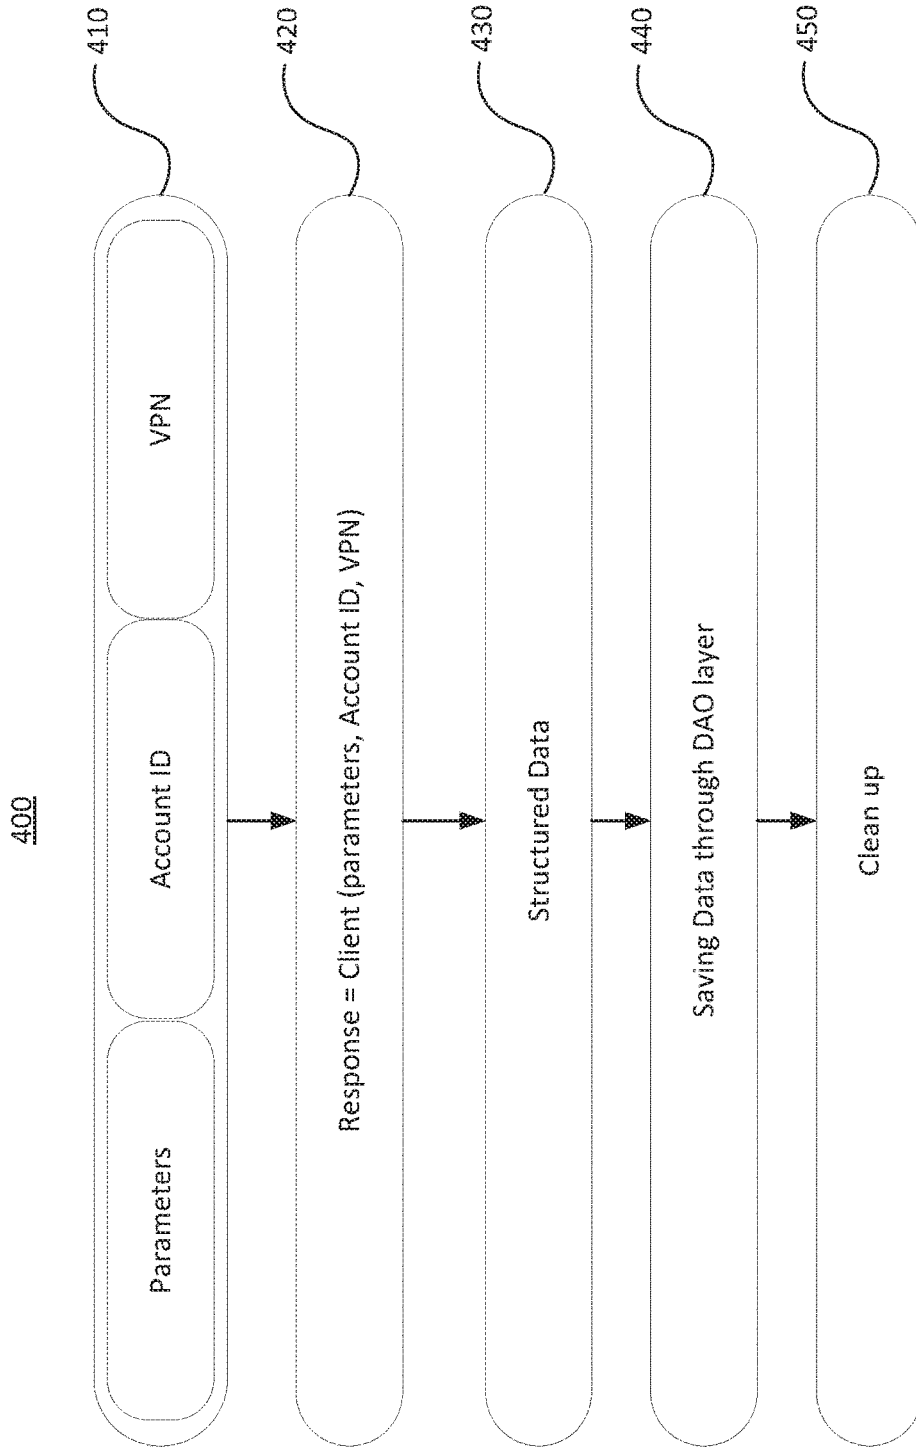 400
Parameters
Account ID
VPN
410
Response = Client (parameters, Account ID, VPN)
420
Structured Data
430
Saving Data through DAO layer
440
Clean up
450